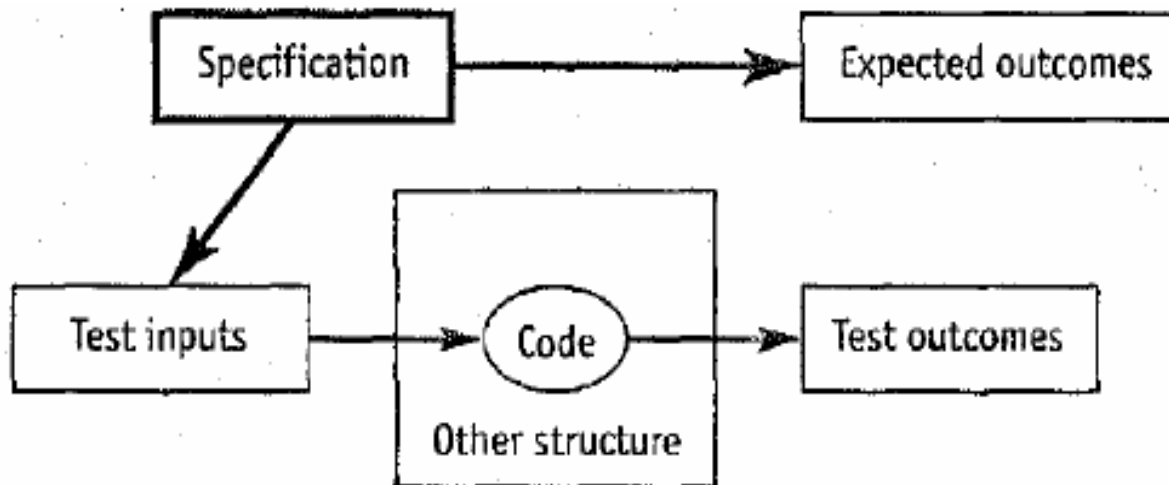 Specification
Expected outcomes
Test inputs
Code
Test outcomes
Other structure